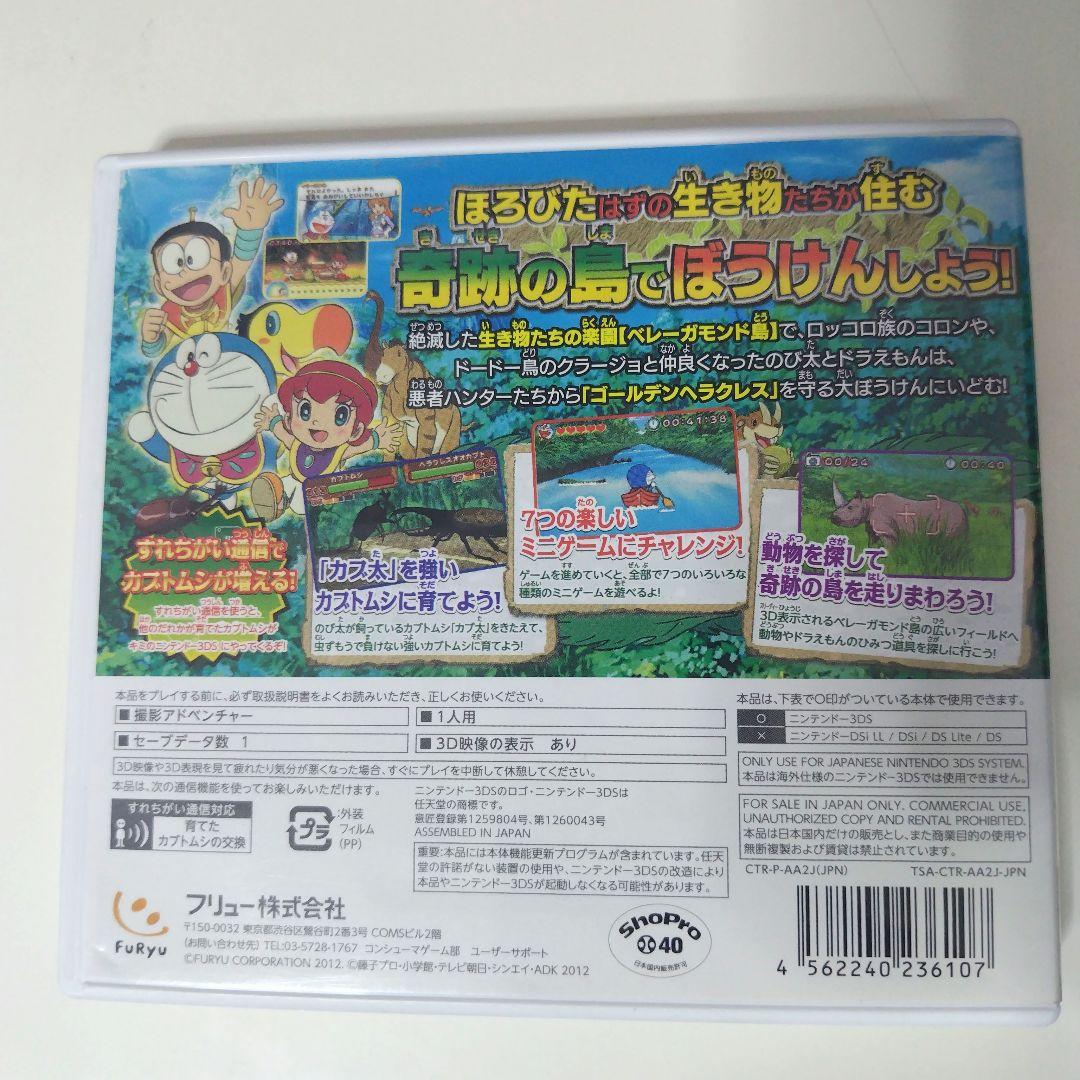 ほろびたはずの生き物たちが住む
奇跡の島でぼうけんしよう!
絶滅した生き物たちの楽園【ベレーガモンド島】で、ロッコロ族のコロンや、
ドードー鳥のクラージョと仲良くなったのび太とドラえもんは、
悪者ハンターたちから「ゴールデンヘラクレス」を守る大ぼうけんにいどむ!
すれちがい通信で
カブトムシが増える!
すれちがい通信を使うと、
他のだれかが育てたカブトムシが
キミのニンテンドー3DSにやってくるぞ!
カブトムシ
ヘラクレスオオカブト
「カブ太」を強い
カブトムシに育てよう!
のび太が飼っているカブトムシ「カブ太」をきたえて、
虫ずもうで負けない強いカブトムシに育てよう!
00:41:38
7つの楽しい
ミニゲームにチャレンジ!
ゲームを進めていくと、全部で7つのいろいろな
種類のミニゲームを遊べるよ!
00/24
00:40
動物を探して
奇跡の島を走りまわろう!
3D表示されるベレーガモンド島の広いフィールドへ
動物やドラえもんのひみつ道具を探しに行こう!
本品をプレイする前に、必ず取扱説明書をよくお読みいただき、正しくお使いください。
■撮影アドベンチャー
■1人用
■セーブデータ数 1
■3D映像の表示 あり
3D映像や3D表現を見て疲れたり気分が悪くなった場合、すぐにプレイを中断して休憩してください。
本品は、次の通信機能を使ってお楽しみいただけます。
すれちがい通信対応
育てた
カブトムシの交換
プラ
:外装
フィルム
(PP)
ニンテンドー3DSのロゴ・ニンテンドー3DSは
任天堂の商標です。
意匠登録第1259804号、第1260043号
ASSEMBLED IN JAPAN
重要:本品には本体機能更新プログラムが含まれています。任天
堂の許諾がない装置の使用や、ニンテンドー3DSの改造により
本品やニンテンドー3DSが起動しなくなる可能性があります。
本品は、下表で○印がついている本体で使用できます。
○ ニンテンドー3DS
× ニンテンドーDSi LL / DSi / DS Lite / DS
ONLY USE FOR JAPANESE NINTENDO 3DS SYSTEM.
本品は海外仕様のニンテンドー3DSでは使用できません。
FOR SALE IN JAPAN ONLY. COMMERCIAL USE,
UNAUTHORIZED COPY AND RENTAL PROHIBITED.
本品は日本国内だけの販売とし、また商業目的の使用や
無断複製および賃貸は禁止されています。
CTR-P-AA2J(JPN)
TSA-CTR-AA2J-JPN
FuRyu
フリュー株式会社
〒150-0032 東京都渋谷区鶯谷町2番3号 COMSビル2階
(お問い合わせ先) TEL:03-5728-1767 コンシューマゲーム部 ユーザーサポート
©FURYU CORPORATION 2012. ©藤子プロ・小学館・テレビ朝日・シンエイ・ADK 2012
ShoPro
40
日本国内販売許可
4 562240 236107